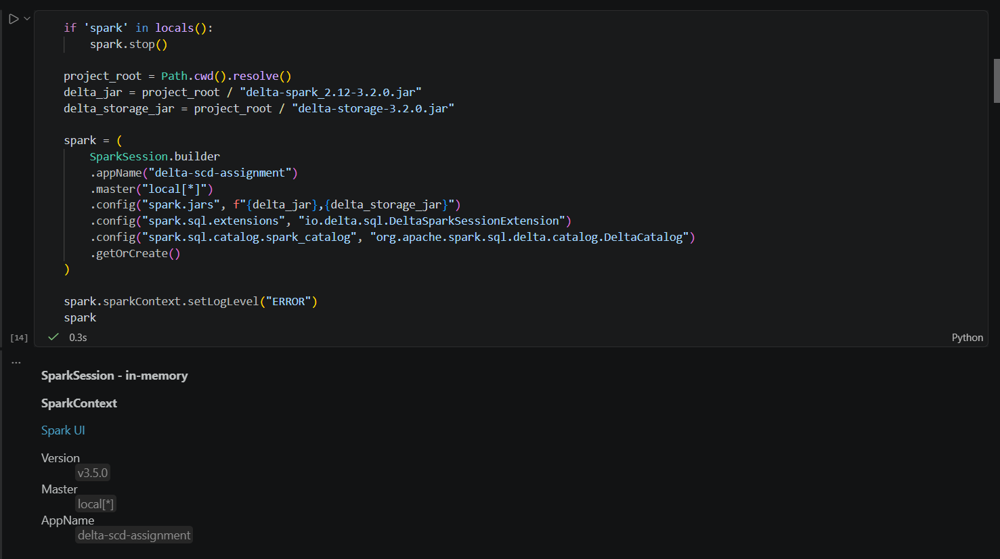 if 'spark' in locals():
    spark.stop()

project_root = Path.cwd().resolve()
delta_jar = project_root / "delta-spark_2.12-3.2.0.jar"
delta_storage_jar = project_root / "delta-storage-3.2.0.jar"

spark = (
    SparkSession.builder
    .appName("delta-scd-assignment")
    .master("local[*]")
    .config("spark.jars", f"{delta_jar},{delta_storage_jar}")
    .config("spark.sql.extensions", "io.delta.sql.DeltaSparkSessionExtension")
    .config("spark.sql.catalog.spark_catalog", "org.apache.spark.sql.delta.catalog.DeltaCatalog")
    .getOrCreate()
)

spark.sparkContext.setLogLevel("ERROR")
spark
[14] 0.3s Python
SparkSession - in-memory
SparkContext
Spark UI
Version
v3.5.0
Master
local[*]
AppName
delta-scd-assignment